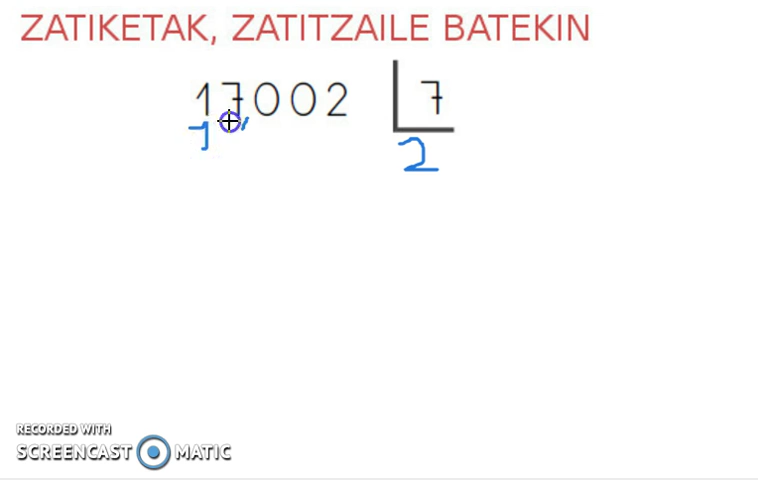 ZATIKETAK, ZATITZAILE BATEKIN
17002 7
1 2
RECORDED WITH
SCREENCAST MATIC